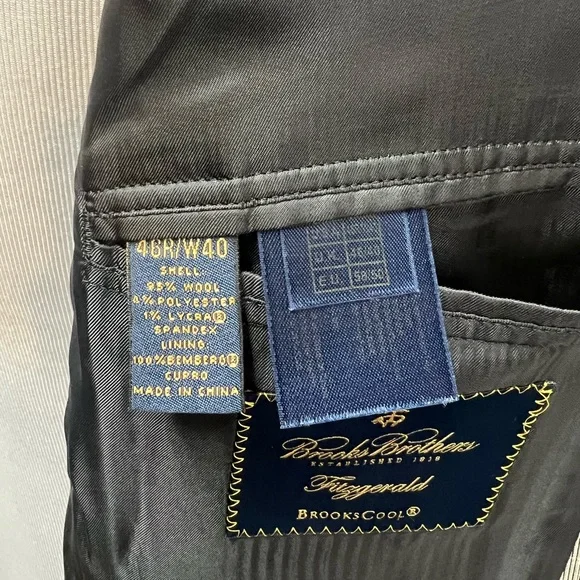 46R/W40
SHELL:
95% WOOL
4% POLYESTER
1% LYCRA®
SPANDEX
LINING:
100% BEMBERG®
CUPRO
MADE IN CHINA
U.K.
E.U.
Brooks Brothers
ESTABLISHED 1818
Fitzgerald
BROOKSCOOL®